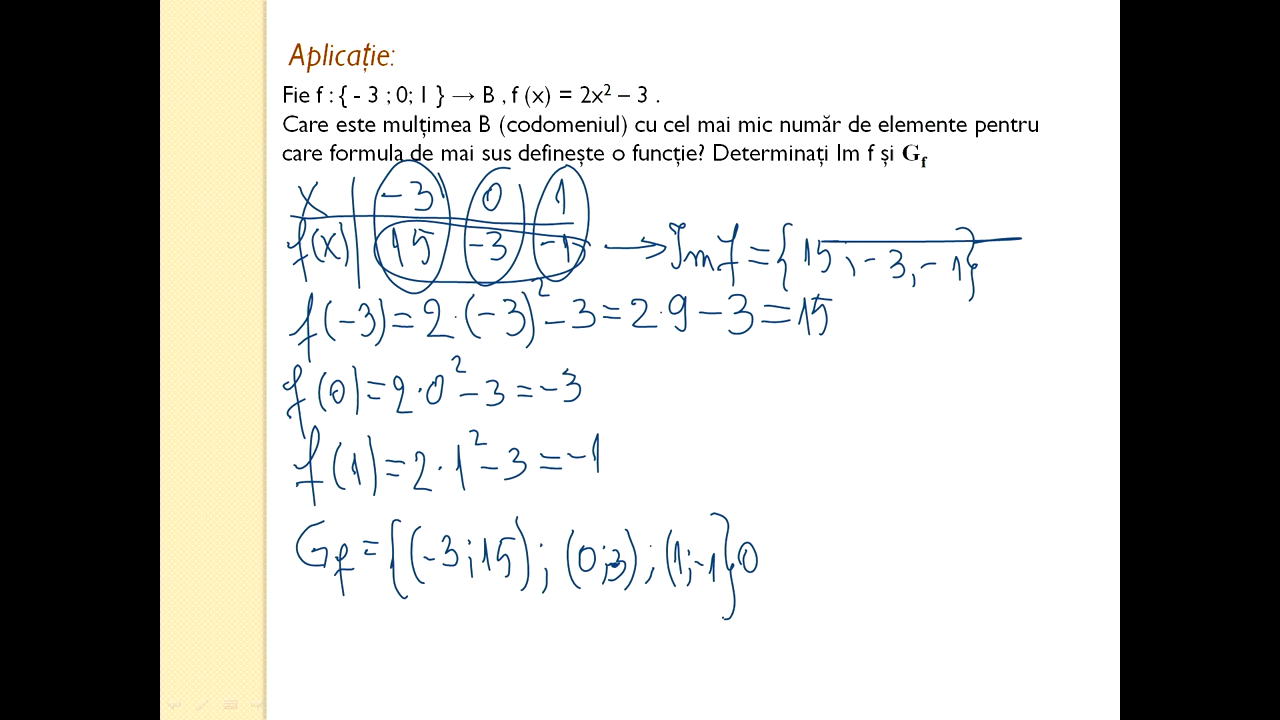 Aplicație:
Fie f : { - 3 ; 0; 1 } → B , f (x) = 2x² – 3 .
Care este mulțimea B (codomeniul) cu cel mai mic număr de elemente pentru
care formula de mai sus definește o funcție? Determinați Im f și G_f
x | -3 0 1
f(x) | 15 -3 -1 → Im f = { 15, -3, -1 }
f(-3) = 2·(-3)² - 3 = 2·9 - 3 = 15
f(0) = 2·0² - 3 = -3
f(1) = 2·1² - 3 = -1
G_f = { (-3;15) ; (0;3) ; (1;-1 } 0